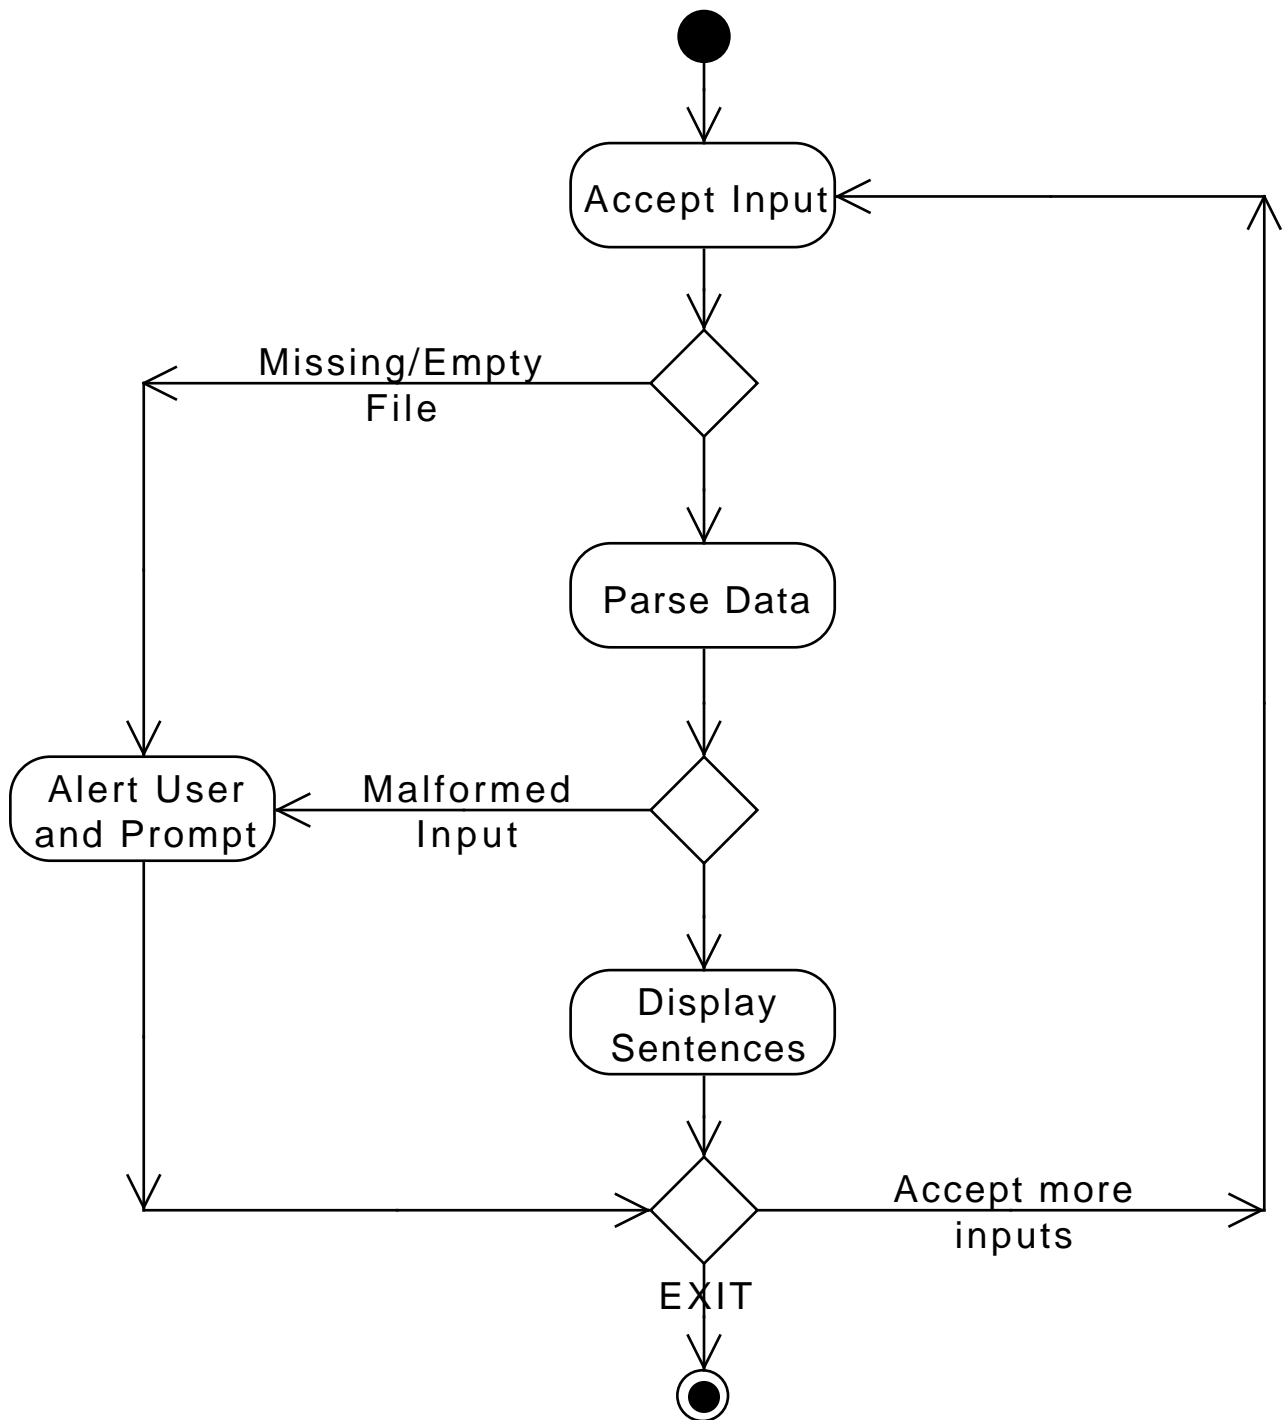 Accept Input
Missing/Empty
File
Parse Data
Alert User
and Prompt
Malformed
Input
Display
Sentences
Accept more
inputs
EXIT